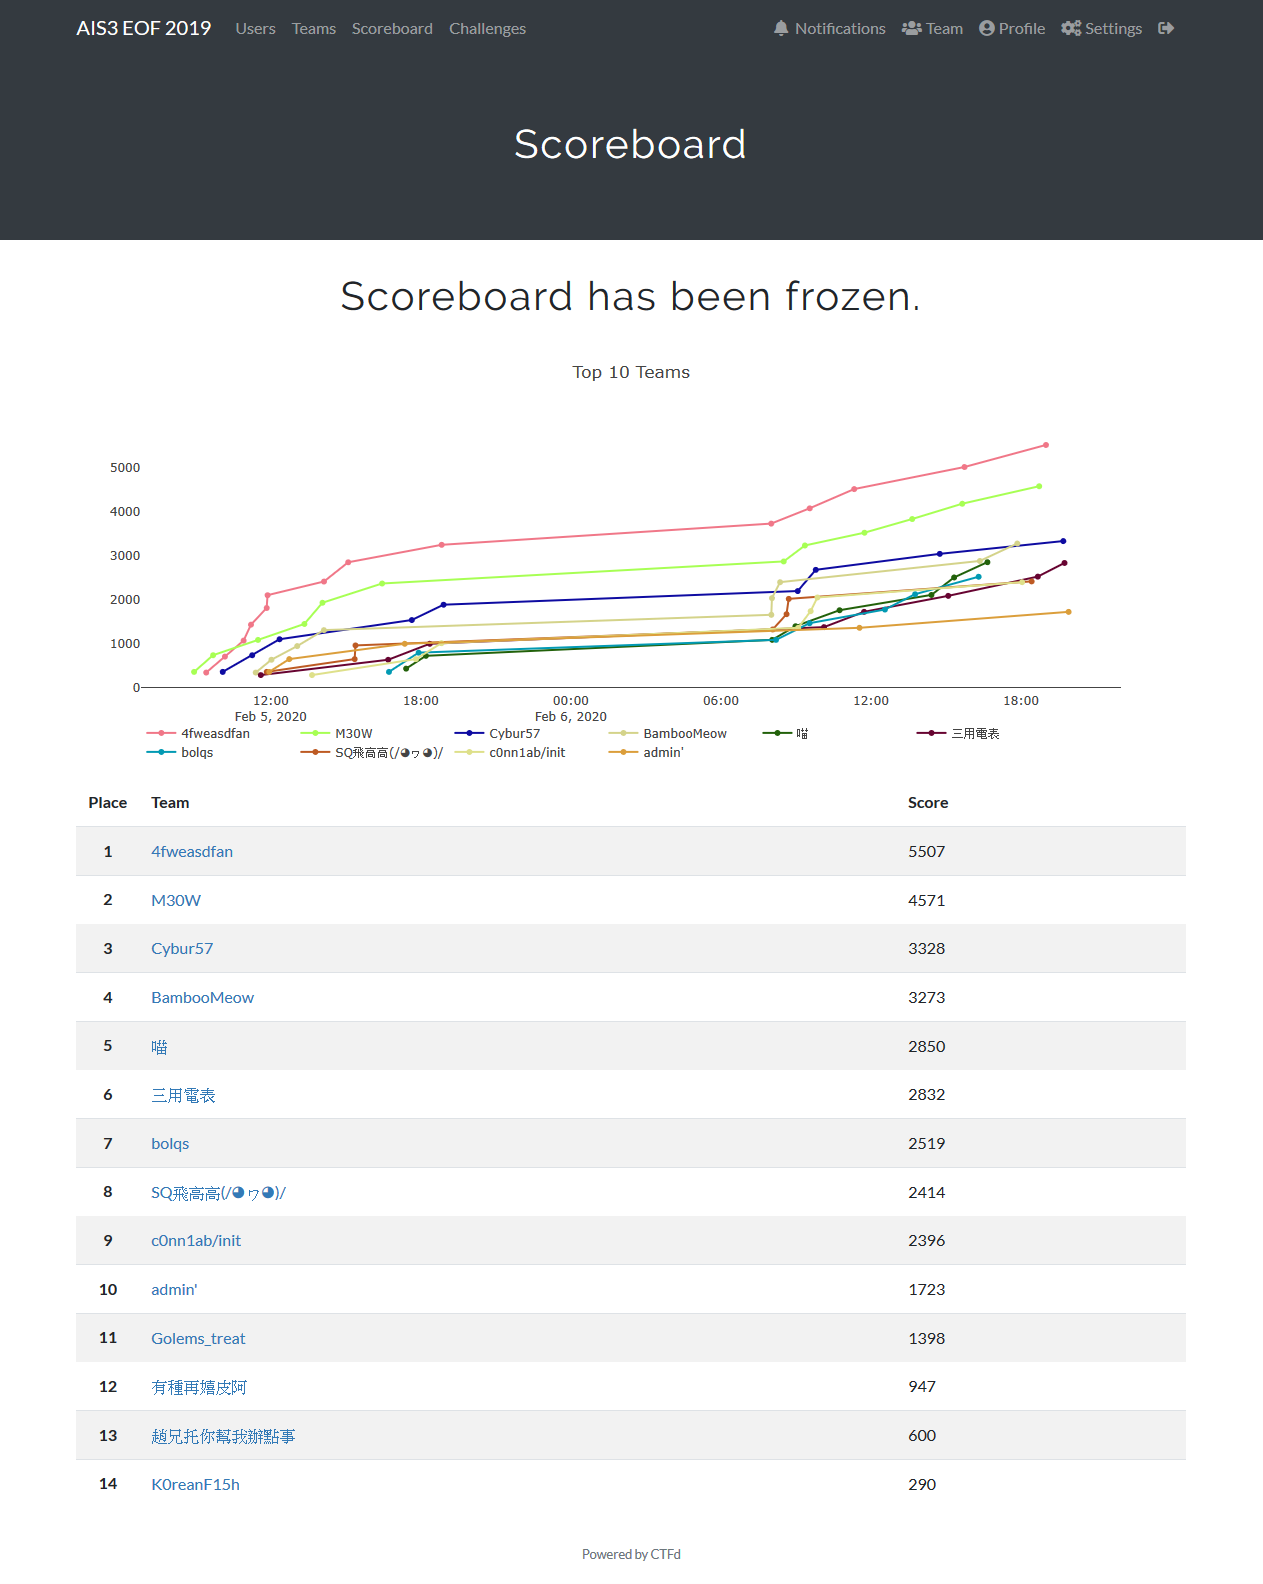 AIS3 EOF 2019 Users Teams Scoreboard Challenges Notifications Team Profile Settings
Scoreboard
Scoreboard has been frozen.
Top 10 Teams
5000
4000
3000
2000
1000
0
12:00 18:00 00:00 06:00 12:00 18:00
Feb 5, 2020 Feb 6, 2020
4fweasdfan M30W Cybur57 BambooMeow 喵 三用電表
bolqs SQ飛高高(/◕ヮ◕)/ c0nn1ab/init admin'
Place Team Score
1 4fweasdfan 5507
2 M30W 4571
3 Cybur57 3328
4 BambooMeow 3273
5 喵 2850
6 三用電表 2832
7 bolqs 2519
8 SQ飛高高(/◕ヮ◕)/ 2414
9 c0nn1ab/init 2396
10 admin' 1723
11 Golems_treat 1398
12 有種再嬉皮阿 947
13 趙兄托你幫我辦點事 600
14 K0reanF15h 290
Powered by CTFd